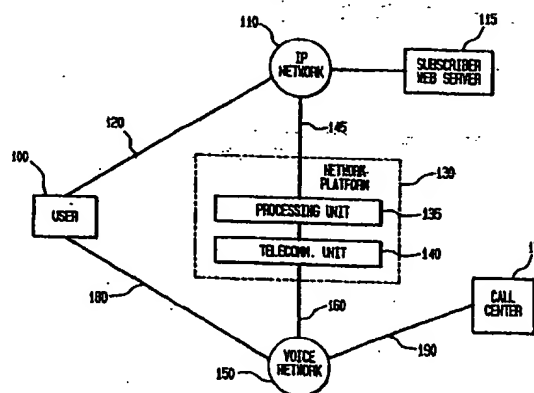 110
115
IP
NETWORK
SUBSCRIBER
WEB SERVER
120
145
100
NETWORK
PLATFORM
130
USER
PROCESSING UNIT
135
TELECOMM. UNIT
140
180
160
CALL
CENTER
VOICE
NETWORK
190
150